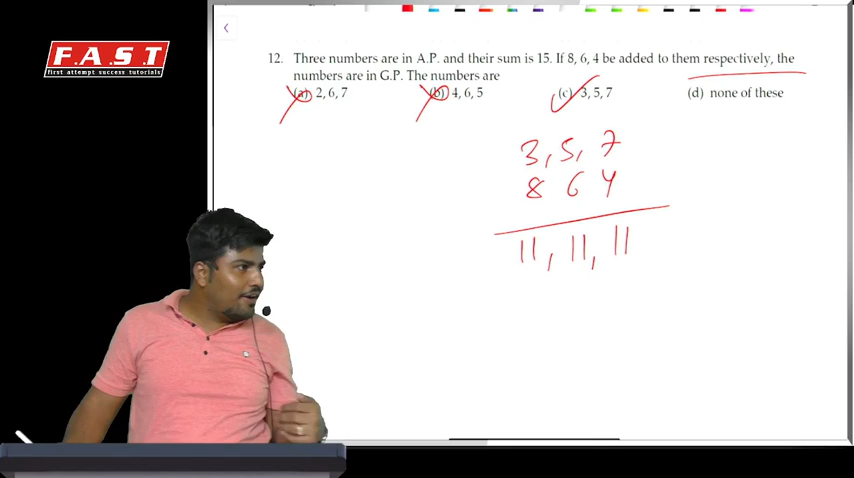 F.A.S.T
first attempt success tutorials
12. Three numbers are in A.P. and their sum is 15. If 8, 6, 4 be added to them respectively, the
numbers are in G.P. The numbers are
(a) 2, 6, 7 (b) 4, 6, 5 (c) 3, 5, 7 (d) none of these
3, 5, 7
8 6 4
11, 11, 11